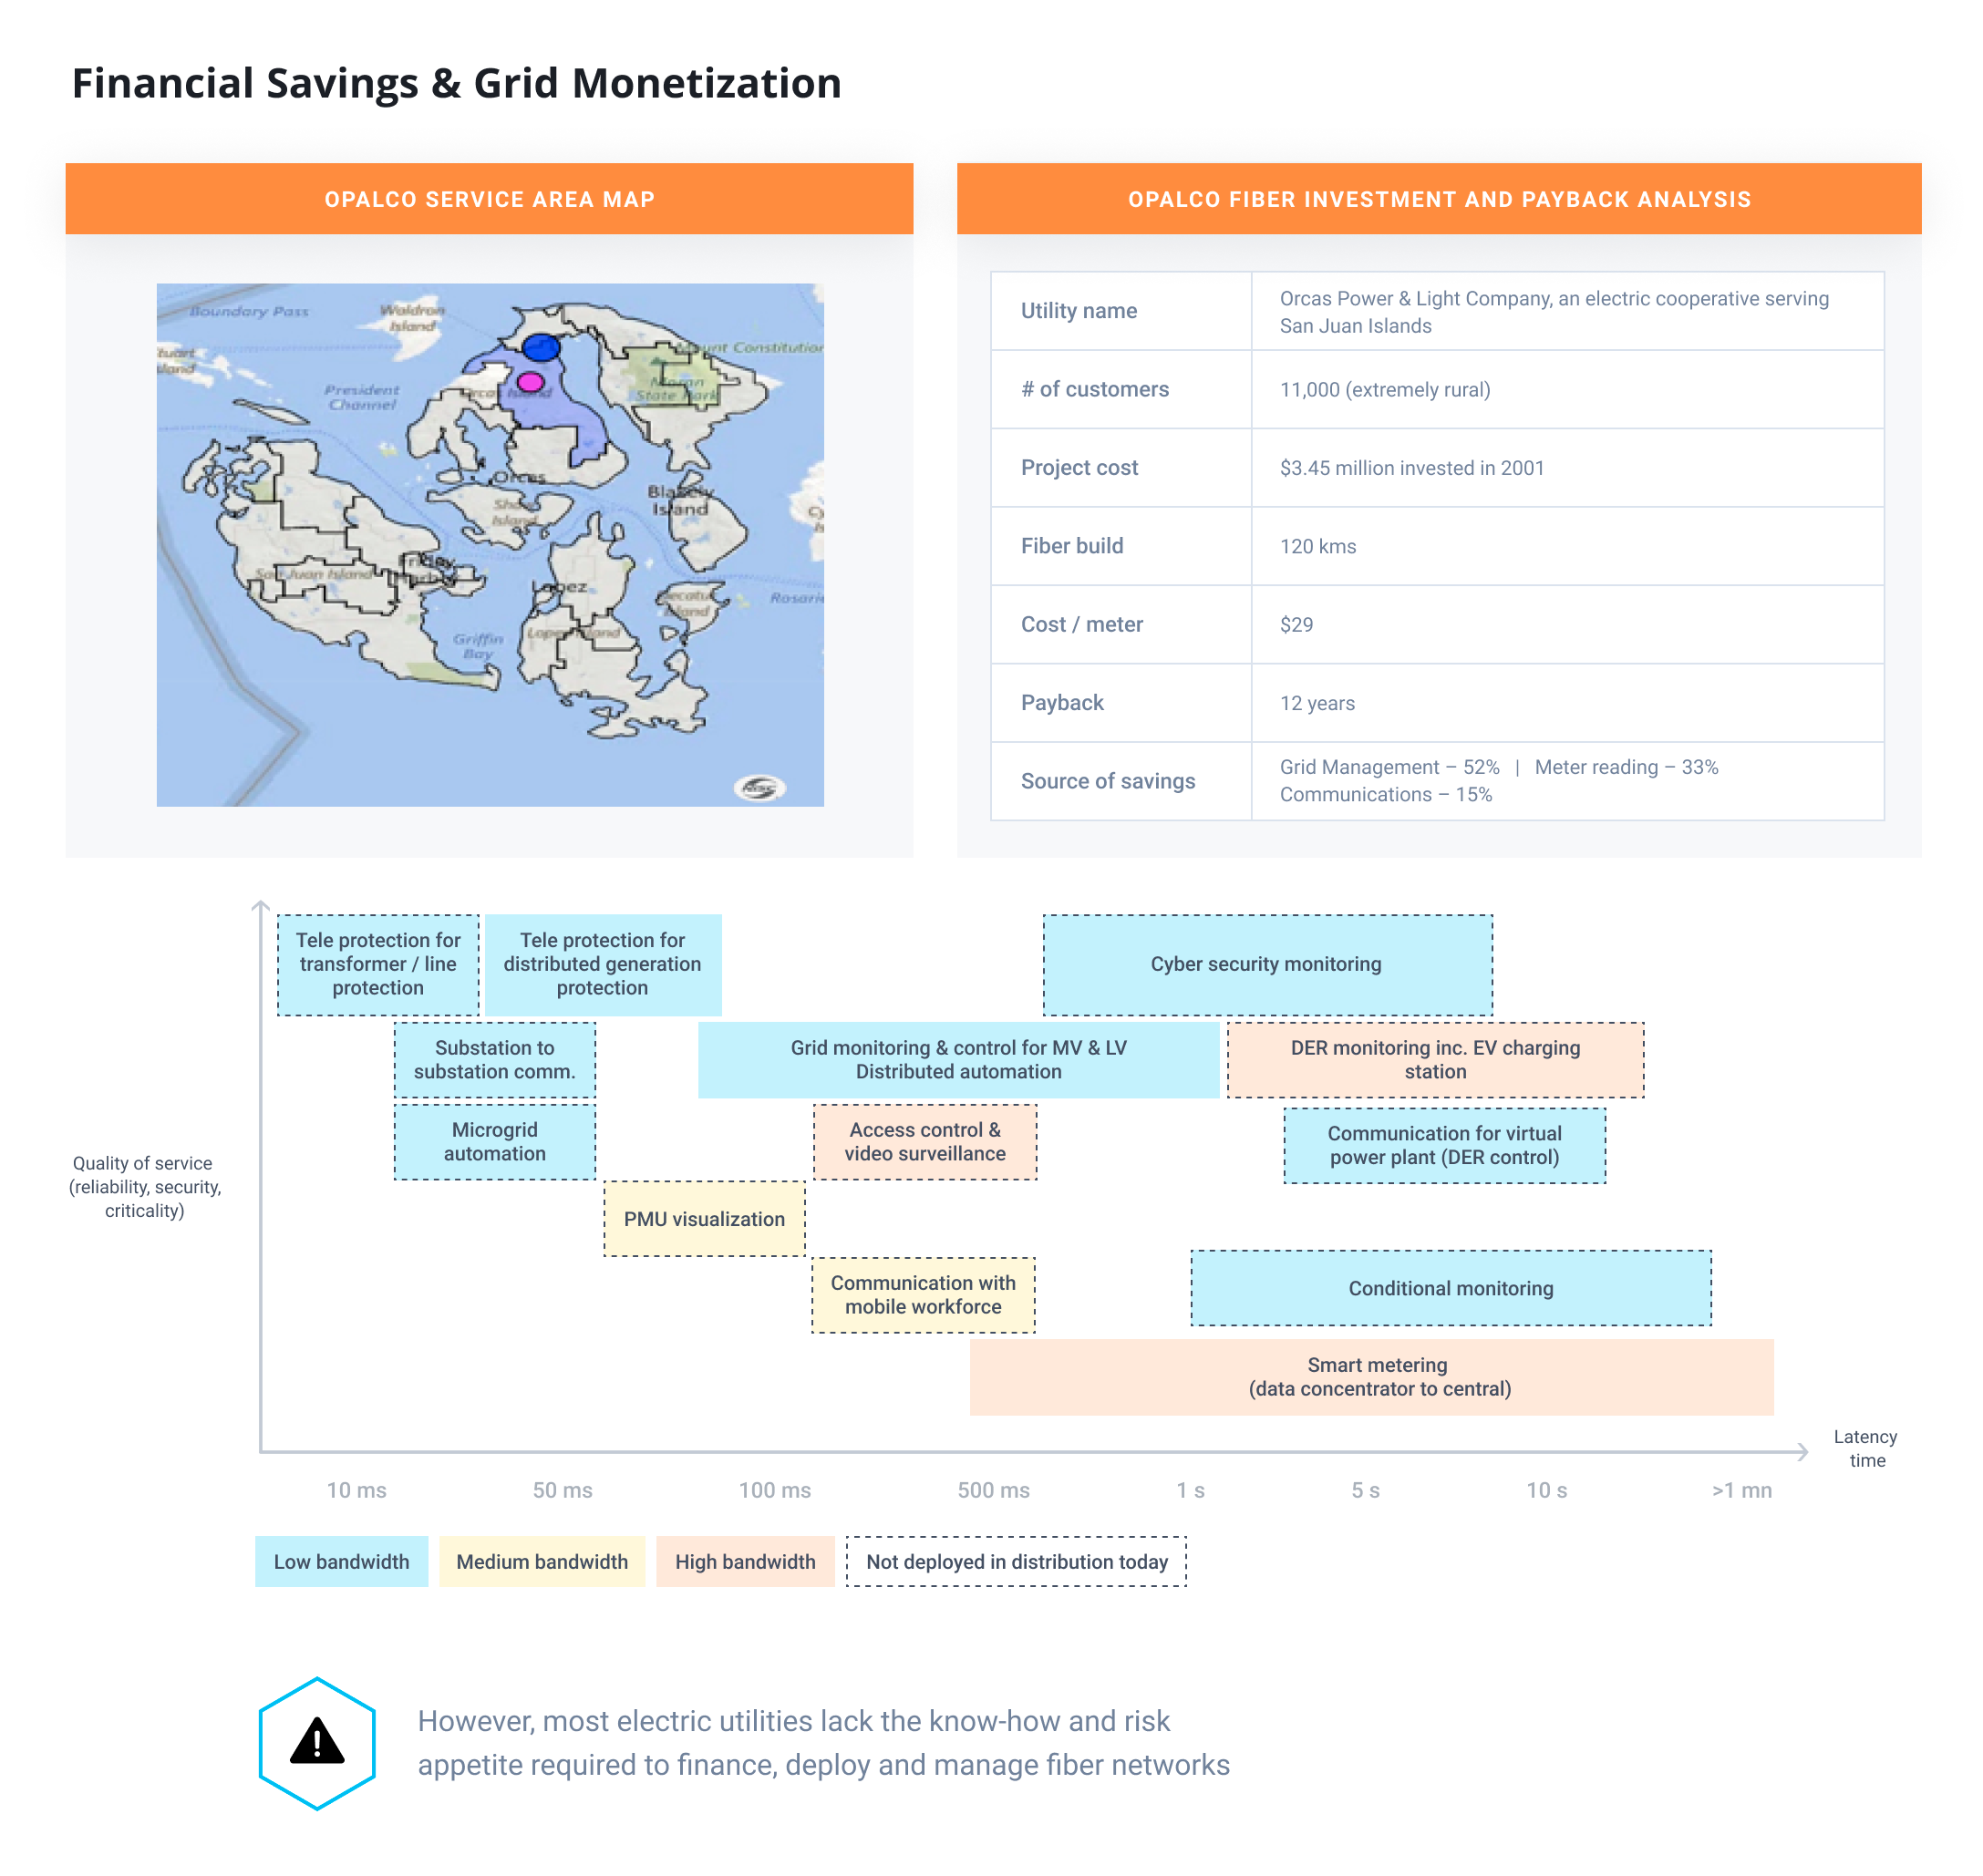 Financial Savings & Grid Monetization
OPALCO SERVICE AREA MAP
Boundary Pass
Waldron
Island
President
Channel
Mount Constitution
Moran
State Park
Orcas Island
Orcas
Shaw
Island
Blakely
Island
Friday
Harbor
San Juan Island
Lopez
Lopez Island
Decatur
Island
Rosario
Griffin
Bay
OPALCO FIBER INVESTMENT AND PAYBACK ANALYSIS
Utility name
Orcas Power & Light Company, an electric cooperative serving
San Juan Islands
# of customers
11,000 (extremely rural)
Project cost
$3.45 million invested in 2001
Fiber build
120 kms
Cost / meter
$29
Payback
12 years
Source of savings
Grid Management – 52% | Meter reading – 33%
Communications – 15%
Quality of service
(reliability, security,
criticality)
Tele protection for
transformer / line
protection
Tele protection for
distributed generation
protection
Cyber security monitoring
Substation to
substation comm.
Grid monitoring & control for MV & LV
Distributed automation
DER monitoring inc. EV charging
station
Microgrid
automation
Access control &
video surveillance
Communication for virtual
power plant (DER control)
PMU visualization
Communication with
mobile workforce
Conditional monitoring
Smart metering
(data concentrator to central)
Latency
time
10 ms
50 ms
100 ms
500 ms
1 s
5 s
10 s
>1 mn
Low bandwidth
Medium bandwidth
High bandwidth
Not deployed in distribution today
However, most electric utilities lack the know-how and risk
appetite required to finance, deploy and manage fiber networks